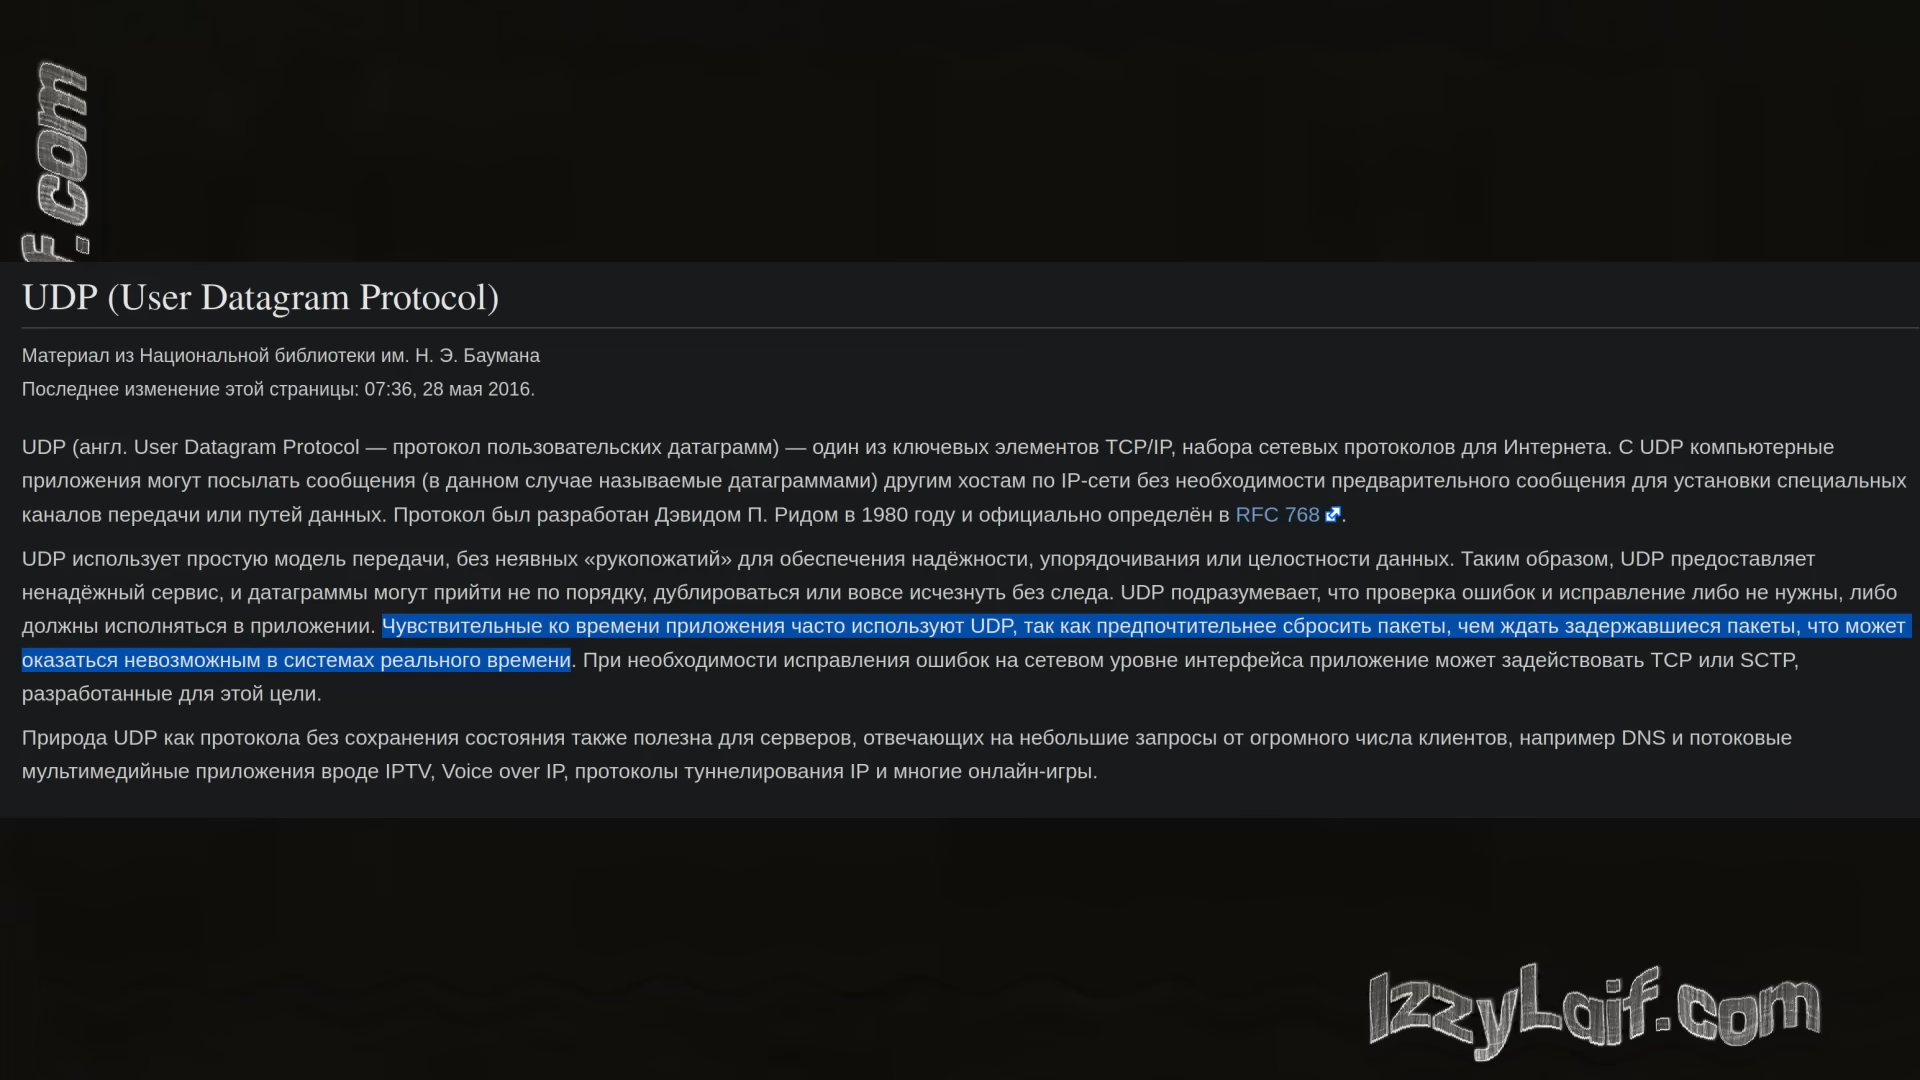 f.com
UDP (User Datagram Protocol)
Материал из Национальной библиотеки им. Н. Э. Баумана
Последнее изменение этой страницы: 07:36, 28 мая 2016.
UDP (англ. User Datagram Protocol — протокол пользовательских датаграмм) — один из ключевых элементов TCP/IP, набора сетевых протоколов для Интернета. С UDP компьютерные
приложения могут посылать сообщения (в данном случае называемые датаграммами) другим хостам по IP-сети без необходимости предварительного сообщения для установки специальных
каналов передачи или путей данных. Протокол был разработан Дэвидом П. Ридом в 1980 году и официально определён в RFC 768.
UDP использует простую модель передачи, без неявных «рукопожатий» для обеспечения надёжности, упорядочивания или целостности данных. Таким образом, UDP предоставляет
ненадёжный сервис, и датаграммы могут прийти не по порядку, дублироваться или вовсе исчезнуть без следа. UDP подразумевает, что проверка ошибок и исправление либо не нужны, либо
должны исполняться в приложении. Чувствительные ко времени приложения часто используют UDP, так как предпочтительнее сбросить пакеты, чем ждать задержавшиеся пакеты, что может
оказаться невозможным в системах реального времени. При необходимости исправления ошибок на сетевом уровне интерфейса приложение может задействовать TCP или SCTP,
разработанные для этой цели.
Природа UDP как протокола без сохранения состояния также полезна для серверов, отвечающих на небольшие запросы от огромного числа клиентов, например DNS и потоковые
мультимедийные приложения вроде IPTV, Voice over IP, протоколы туннелирования IP и многие онлайн-игры.
IzzyLaif.com